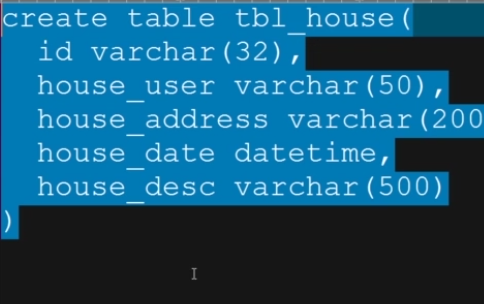 create table tbl_house(
id varchar(32),
house_user varchar(50),
house_address varchar(200
house_date datetime,
house_desc varchar(500)
)